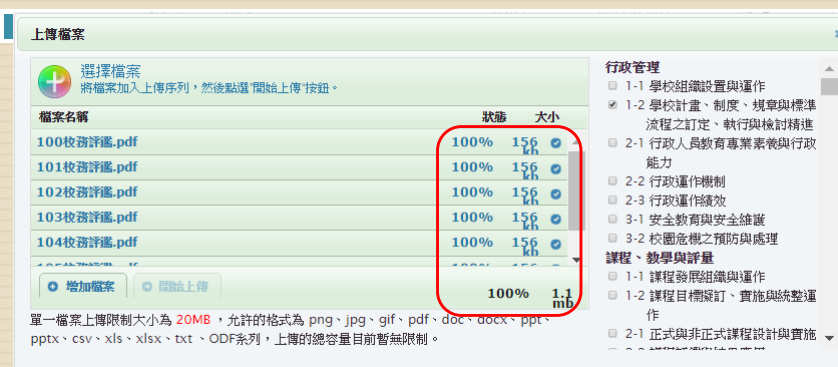 上傳檔案
選擇檔案
將檔案加入上傳序列，然後點選"開始上傳"按鈕。
檔案名稱 狀態 大小
100校務評鑑.pdf 100% 156 kb
101校務評鑑.pdf 100% 156 kb
102校務評鑑.pdf 100% 156 kb
103校務評鑑.pdf 100% 156 kb
104校務評鑑.pdf 100% 156 kb
增加檔案 開始上傳 100% 1.1 mb
單一檔案上傳限制大小為 20MB ，允許的格式為 png、jpg、gif、pdf、doc、docx、ppt、
pptx、csv、xls、xlsx、txt 、ODF系列，上傳的總容量目前暫無限制。
行政管理
1-1 學校組織設置與運作
1-2 學校計畫、制度、規章與標準
流程之訂定、執行與檢討精進
2-1 行政人員教育專業素養與行政
能力
2-2 行政運作機制
2-3 行政運作績效
3-1 安全教育與安全維護
3-2 校園危機之預防與處理
課程、教學與評量
1-1 課程發展組織與運作
1-2 課程目標擬訂、實施與統整運
作
2-1 正式與非正式課程設計與實施